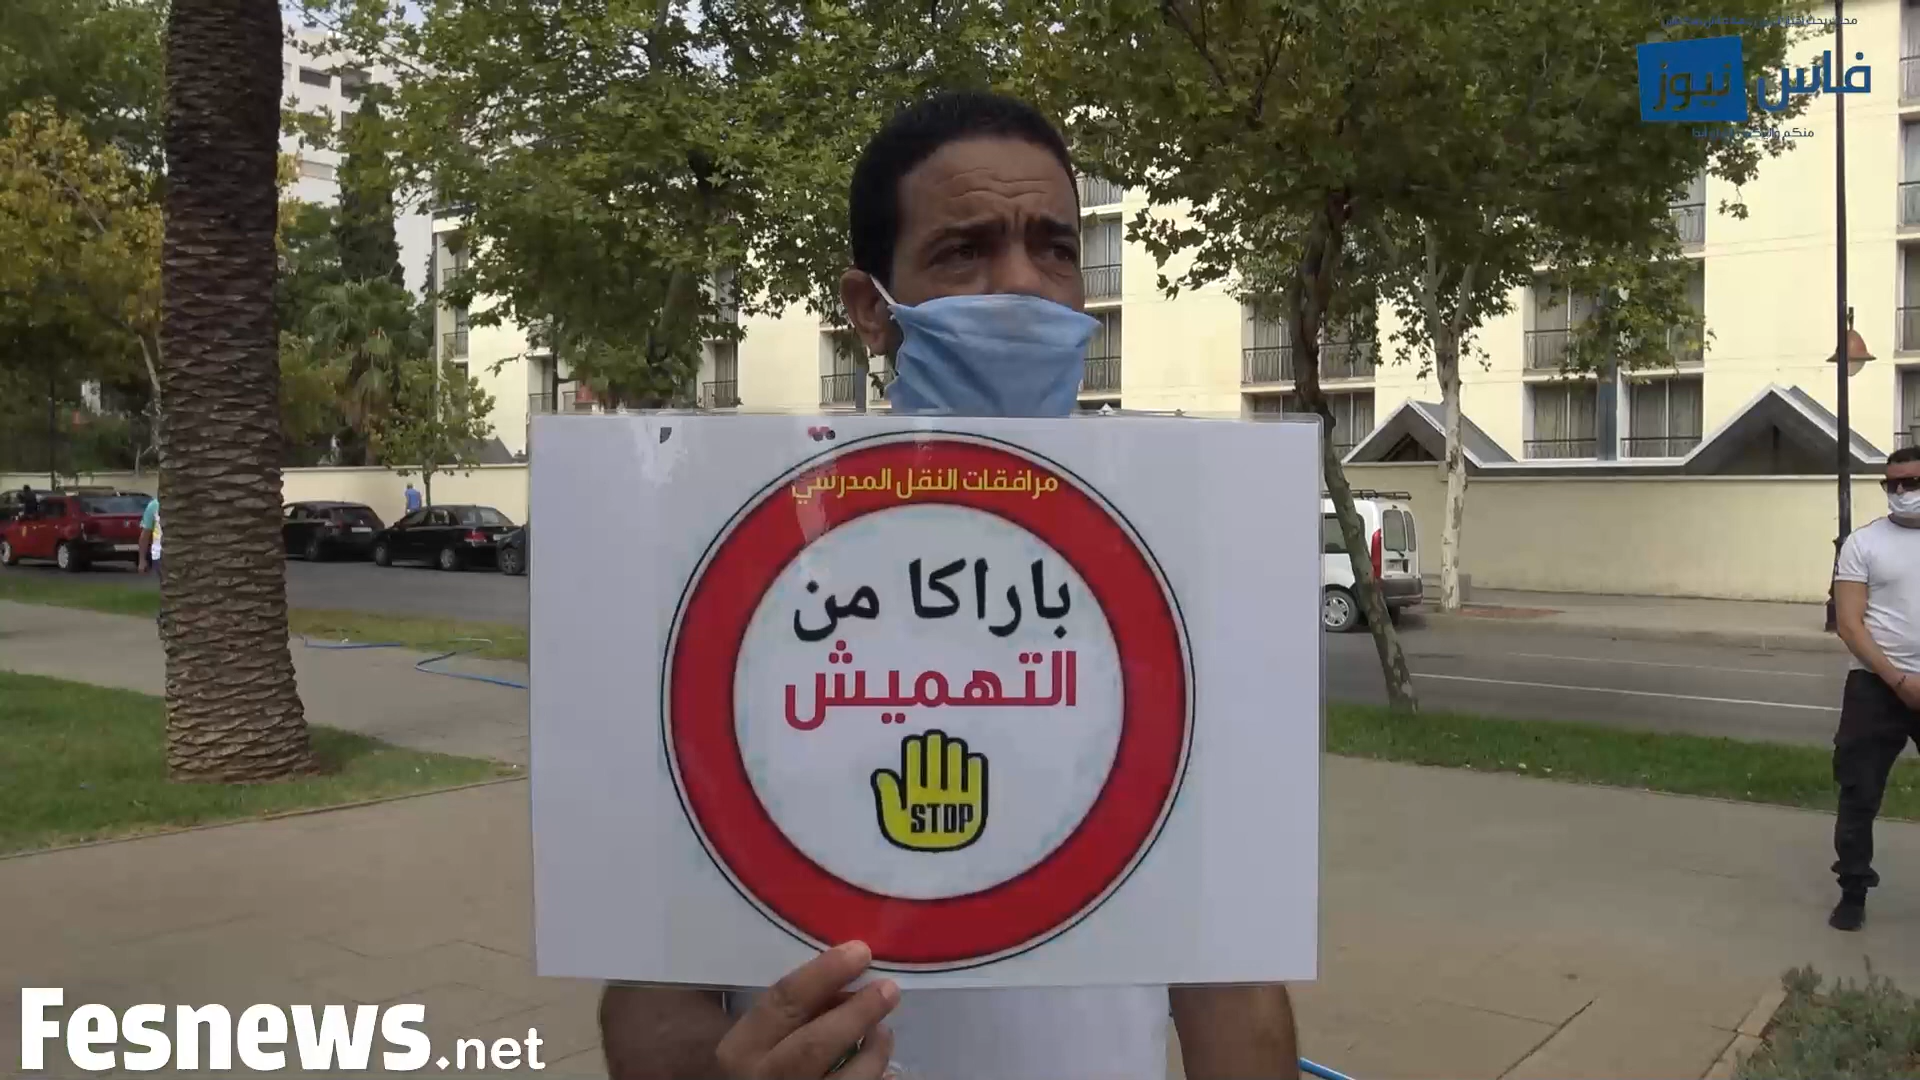 فاس نيوز
مرافقات النقل المدرسي
باراكا من
التهميش
STOP
Fesnews.net